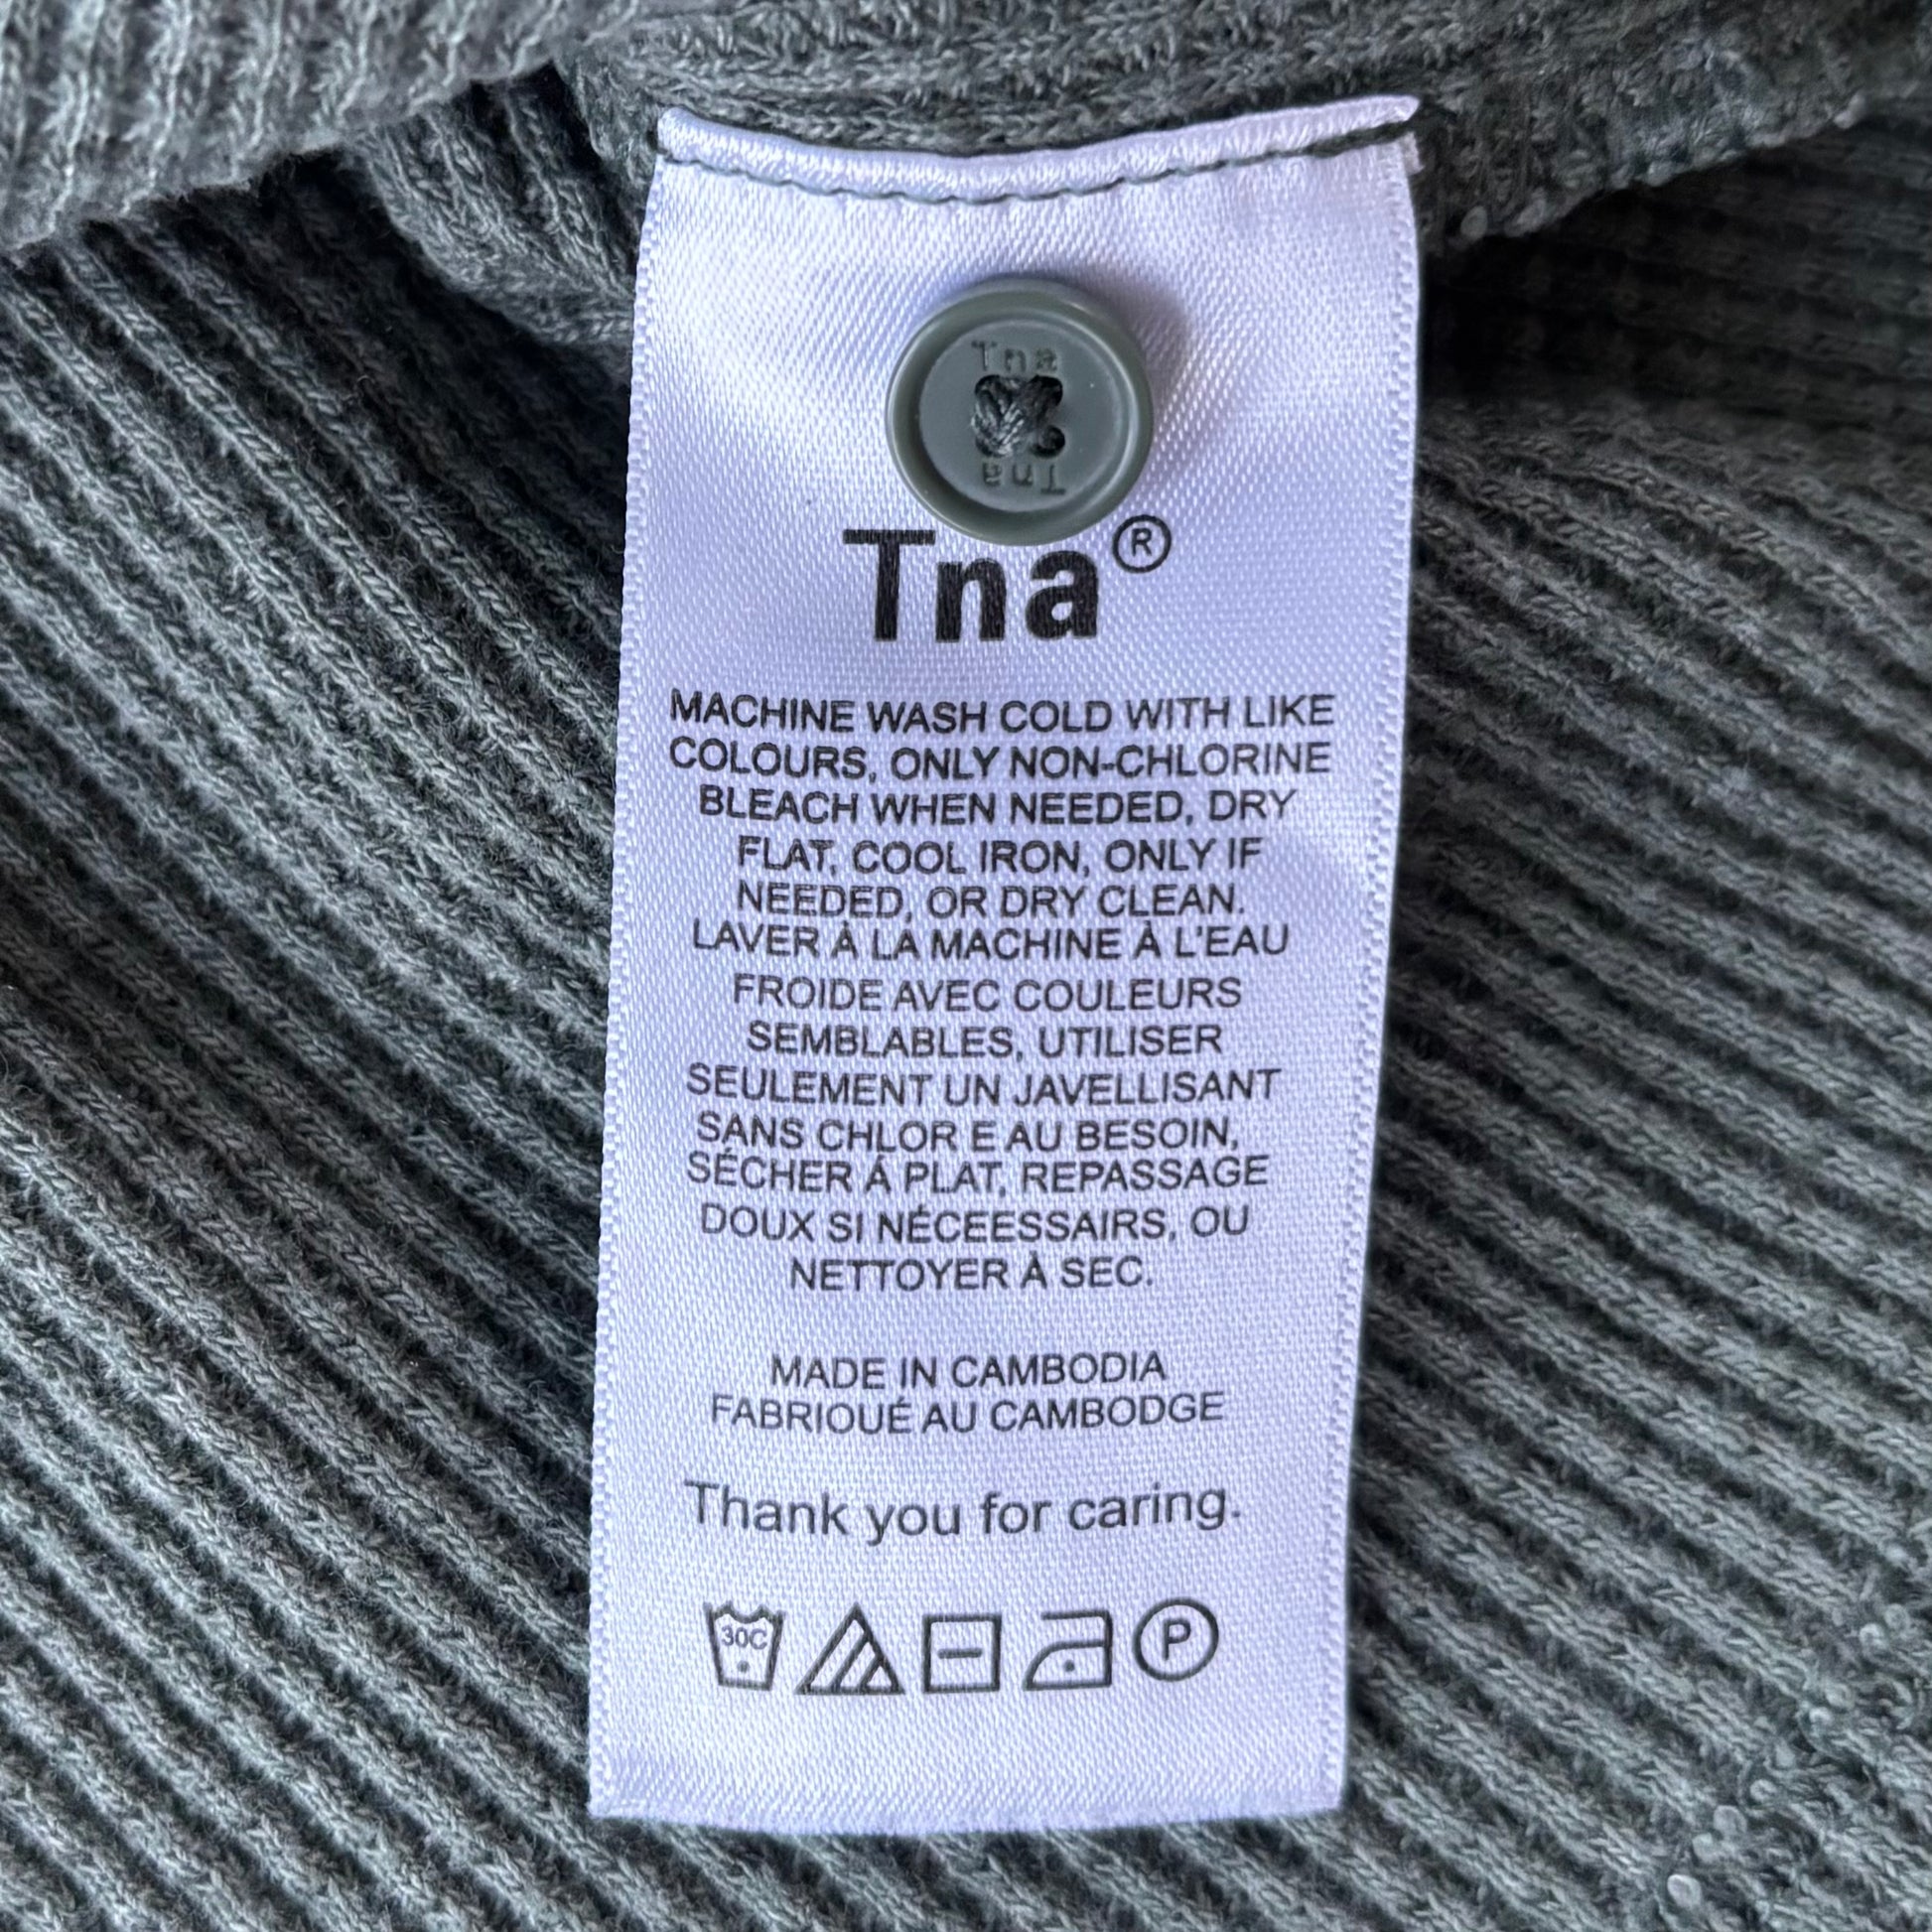 Tna
Tna
Tna®
MACHINE WASH COLD WITH LIKE
COLOURS, ONLY NON-CHLORINE
BLEACH WHEN NEEDED, DRY
FLAT, COOL IRON, ONLY IF
NEEDED, OR DRY CLEAN.
LAVER À LA MACHINE À L'EAU
FROIDE AVEC COULEURS
SEMBLABLES, UTILISER
SEULEMENT UN JAVELLISANT
SANS CHLOR E AU BESOIN,
SÉCHER Á PLAT, REPASSAGE
DOUX SI NÉCEESSAIRS, OU
NETTOYER À SEC.
MADE IN CAMBODIA
FABRIOUÉ AU CAMBODGE
Thank you for caring.
30C P